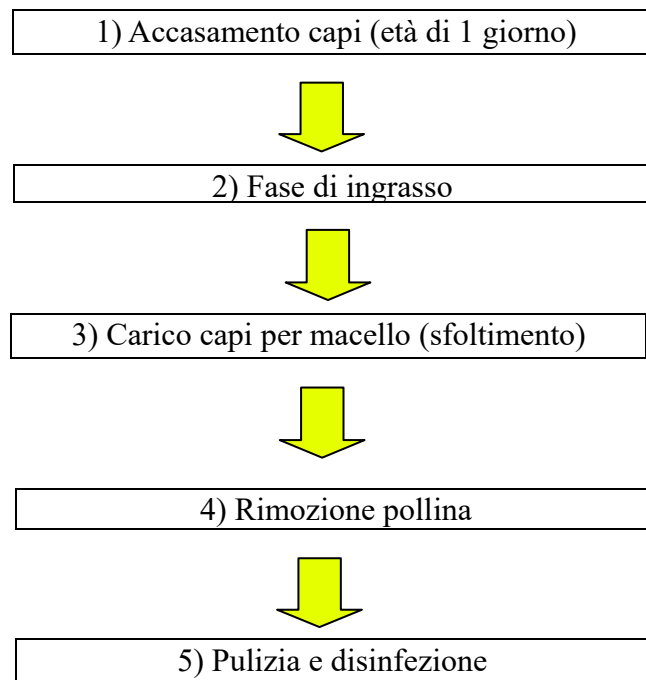 1) Accasamento capi (età di 1 giorno)
2) Fase di ingrasso
3) Carico capi per macello (sfoltimento)
4) Rimozione pollina
5) Pulizia e disinfezione